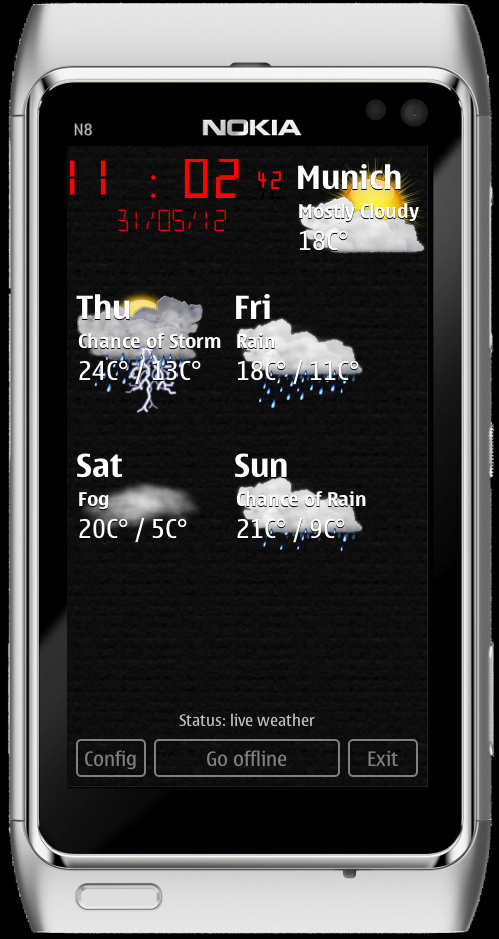 N8
NOKIA
11 : 02 42
31/05/12
Munich
Mostly Cloudy
18C°
Thu
Chance of Storm
24C° / 13C°
Fri
Rain
18C° / 11C°
Sat
Fog
20C° / 5C°
Sun
Chance of Rain
21C° / 9C°
Status: live weather
Config
Go offline
Exit